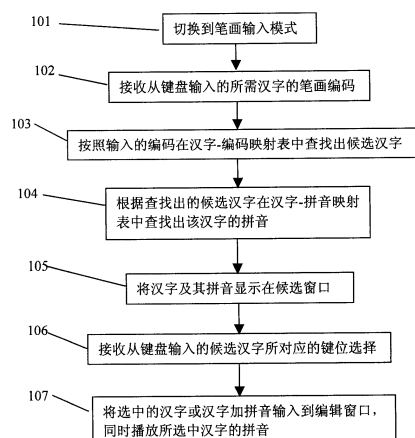 101
切换到笔画输入模式
102
接收从键盘输入的所需汉字的笔画编码
103
按照输入的编码在汉字-编码映射表中查找出候选汉字
104
根据查找出的候选汉字在汉字-拼音映射
表中查找出该汉字的拼音
105
将汉字及其拼音显示在候选窗口
106
接收从键盘输入的候选汉字所对应的键位选择
107
将选中的汉字或汉字加拼音输入到编辑窗口，
同时播放所选中汉字的拼音